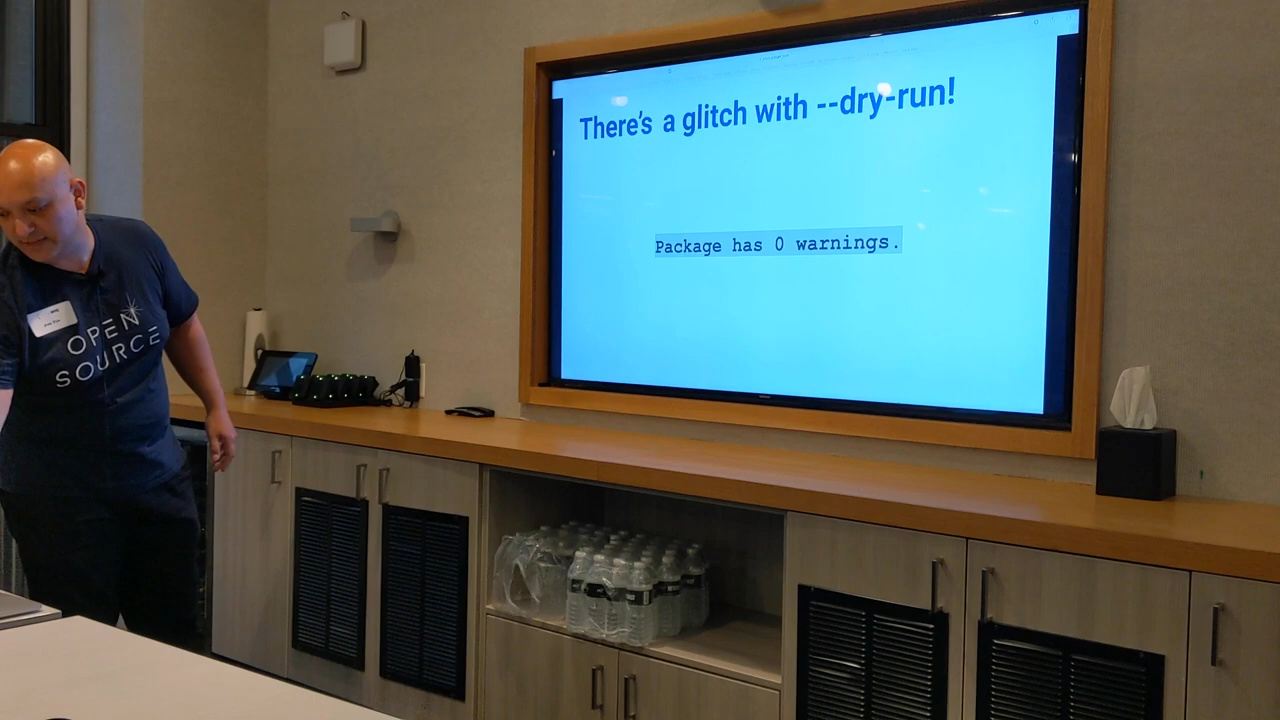 There's a glitch with --dry-run!
Package has 0 warnings.
OPEN
SOURCE